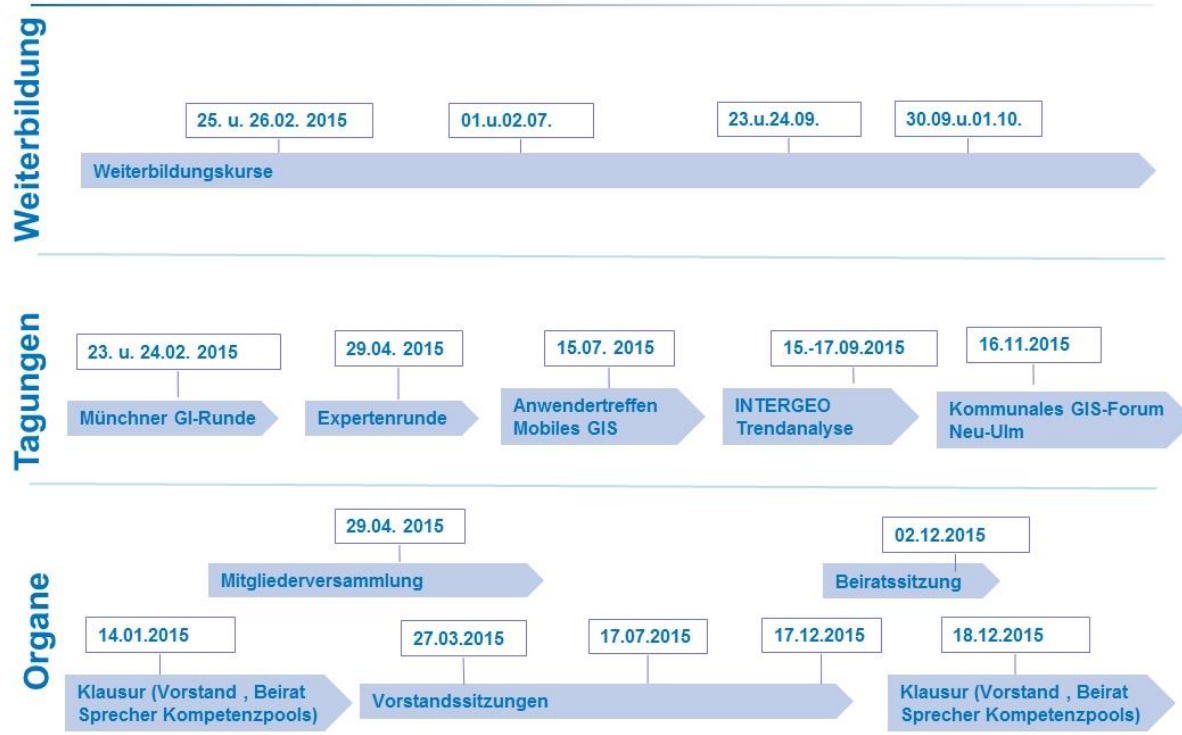 Weiterbildung
25. u. 26.02. 2015
01.u.02.07.
23.u.24.09.
30.09.u.01.10.
Weiterbildungskurse
Tagungen
23. u. 24.02. 2015
29.04. 2015
15.07. 2015
15.-17.09.2015
16.11.2015
Münchner GI-Runde
Expertenrunde
Anwendertreffen
Mobiles GIS
INTERGEO
Trendanalyse
Kommunales GIS-Forum
Neu-Ulm
Organe
29.04. 2015
02.12.2015
Mitgliederversammlung
Beiratssitzung
14.01.2015
27.03.2015
17.07.2015
17.12.2015
18.12.2015
Klausur (Vorstand , Beirat
Sprecher Kompetenzpools)
Vorstandssitzungen
Klausur (Vorstand , Beirat
Sprecher Kompetenzpools)